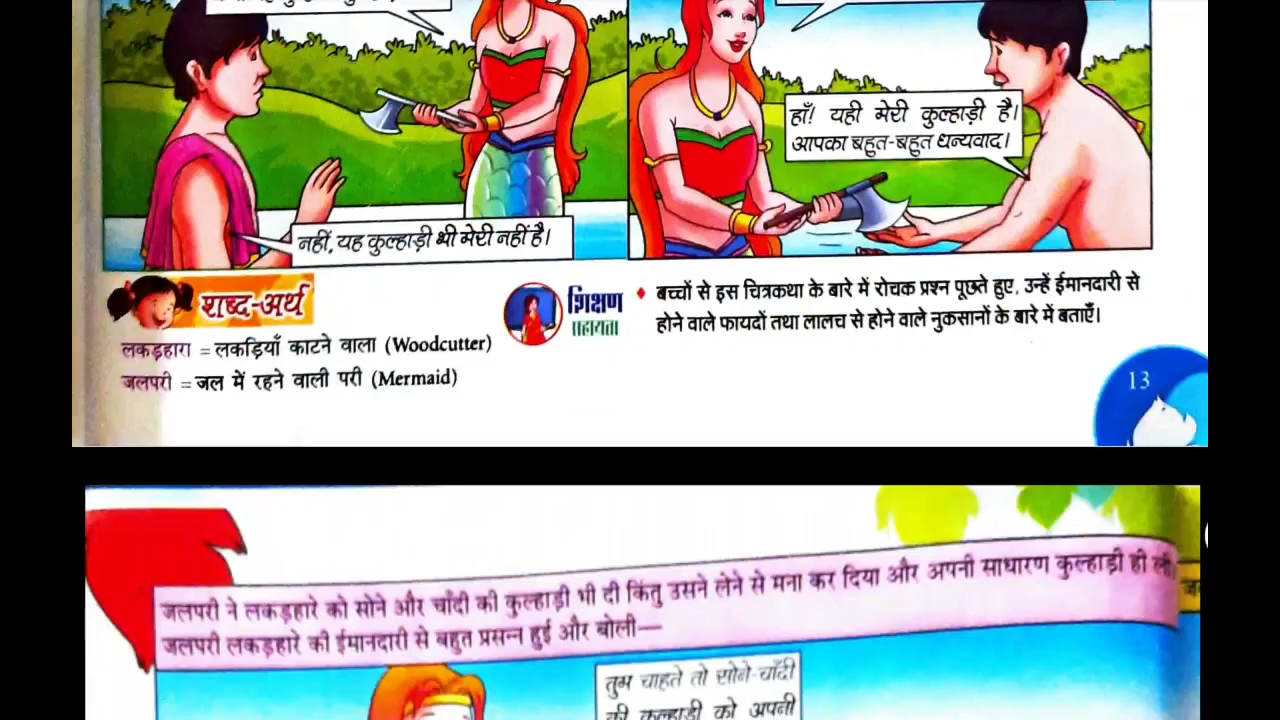 नहीं, यह कुल्हाड़ी भी मेरी नहीं है।
हाँ! यही मेरी कुल्हाड़ी है।
आपका बहुत-बहुत धन्यवाद।
शब्द-अर्थ
लकड़हारा = लकड़ियाँ काटने वाला (Woodcutter)
जलपरी = जल में रहने वाली परी (Mermaid)
शिक्षण
सहायता
बच्चों से इस चित्रकथा के बारे में रोचक प्रश्न पूछते हुए, उन्हें ईमानदारी से
होने वाले फायदों तथा लालच से होने वाले नुकसानों के बारे में बताएँ।
13
जलपरी ने लकड़हारे को सोने और चाँदी की कुल्हाड़ी भी दी किंतु उसने लेने से मना कर दिया और अपनी साधारण कुल्हाड़ी ही ली।
जलपरी लकड़हारे की ईमानदारी से बहुत प्रसन्न हुई और बोली—
तुम चाहते तो सोने-चाँदी
की कुल्हाड़ी को अपनी